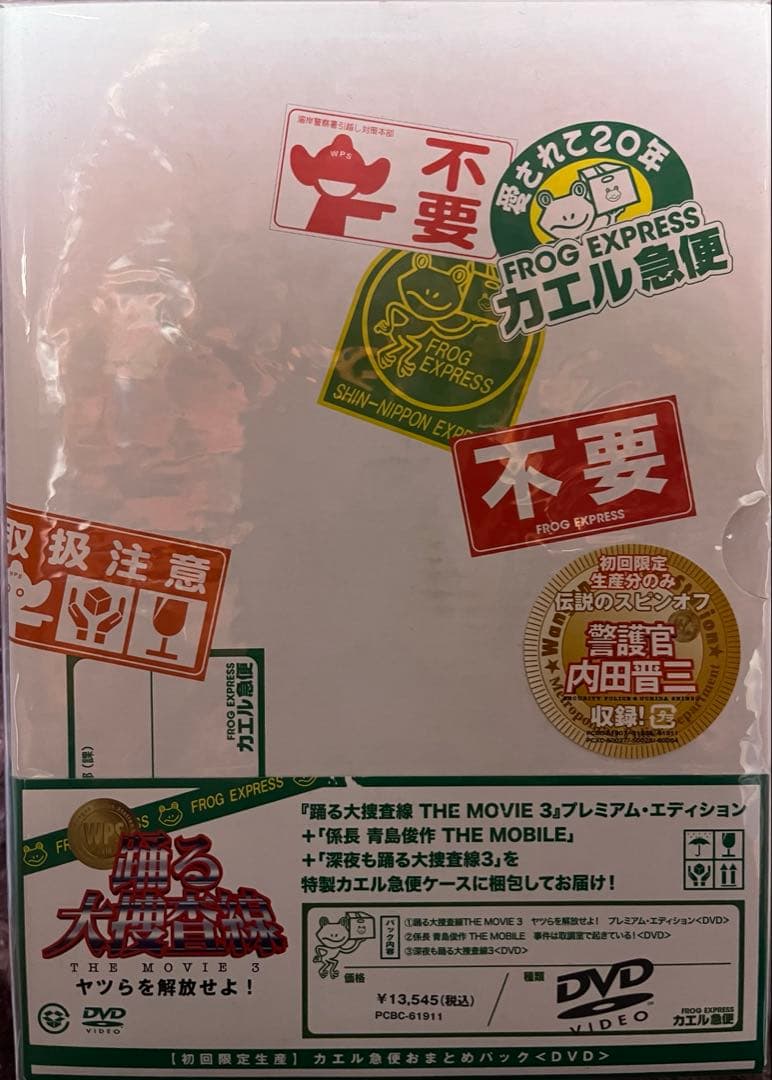 湾岸警察署引越し対策本部
WPS
不要
愛されて20年
FROG EXPRESS
カエル急便
FROG
EXPRESS
SHIN-NIPPON EXP
不要
FROG EXPRESS
取扱注意
WPS
初回限定
生産分のみ
伝説のスピンオフ
警護官
内田晋三
収録!
FROG EXPRESS
カエル急便
(課)
FROG EXPRESS
WPS
踊る
大捜査線
THE MOVIE 3
ヤツらを解放せよ!
DVD
VIDEO
『踊る大捜査線 THE MOVIE 3』プレミアム・エディション
+「係長 青島俊作 THE MOBILE」
+「深夜も踊る大捜査線3」を
特製カエル急便ケースに梱包してお届け!
パック内容
①踊る大捜査線THE MOVIE 3 ヤツらを解放せよ! プレミアム・エディション<DVD>
②係長 青島俊作 THE MOBILE 事件は取調室で起きている!<DVD>
③深夜も踊る大捜査線3<DVD>
価格
¥13,545(税込)
PCBC-61911
種類
DVD
VIDEO
FROG EXPRESS
カエル急便
【初回限定生産】カエル急便おまとめパック<DVD>